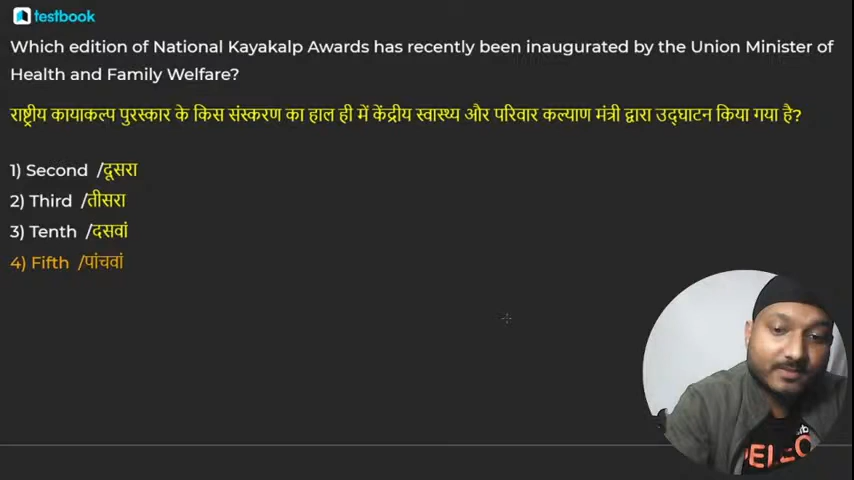 testbook
Which edition of National Kayakalp Awards has recently been inaugurated by the Union Minister of
Health and Family Welfare?
राष्ट्रीय कायाकल्प पुरस्कार के किस संस्करण का हाल ही में केंद्रीय स्वास्थ्य और परिवार कल्याण मंत्री द्वारा उद्घाटन किया गया है?
1) Second /दूसरा
2) Third /तीसरा
3) Tenth /दसवां
4) Fifth /पांचवां